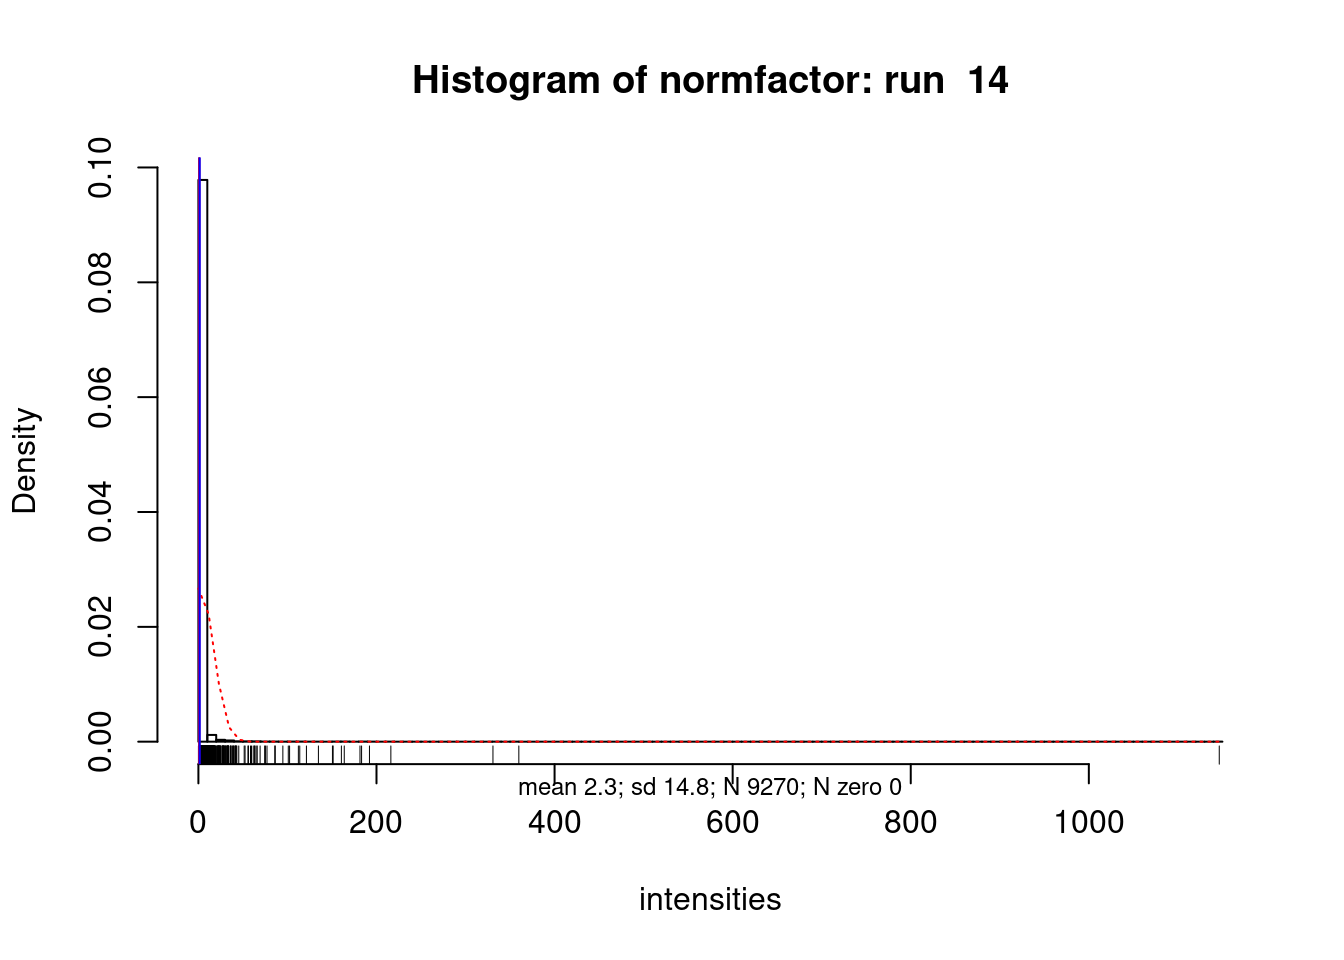 Histogram of normfactor: run  14
Density
0.00 0.02 0.04 0.06 0.08 0.10
mean 2.3; sd 14.8; N 9270; N zero 0
0 200 400 600 800 1000
intensities